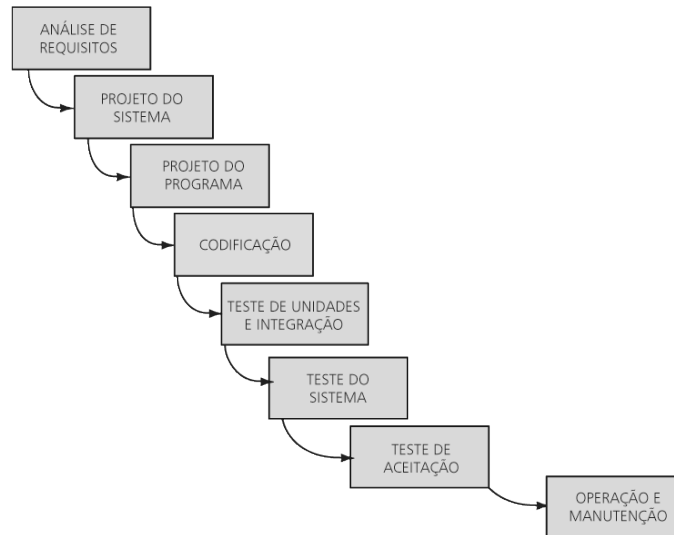 ANÁLISE DE
REQUISITOS
PROJETO DO
SISTEMA
PROJETO DO
PROGRAMA
CODIFICAÇÃO
TESTE DE UNIDADES
E INTEGRAÇÃO
TESTE DO
SISTEMA
TESTE DE
ACEITAÇÃO
OPERAÇÃO E
MANUTENÇÃO